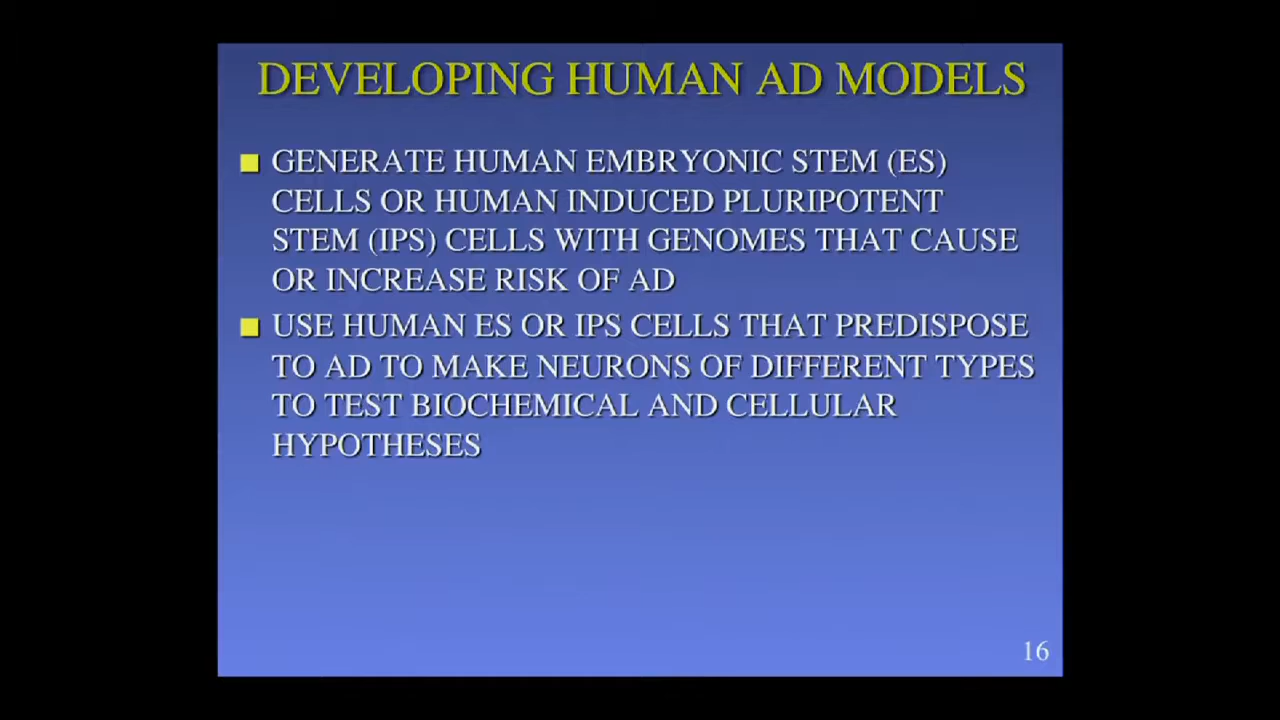 DEVELOPING HUMAN AD MODELS
GENERATE HUMAN EMBRYONIC STEM (ES)
CELLS OR HUMAN INDUCED PLURIPOTENT
STEM (IPS) CELLS WITH GENOMES THAT CAUSE
OR INCREASE RISK OF AD
USE HUMAN ES OR IPS CELLS THAT PREDISPOSE
TO AD TO MAKE NEURONS OF DIFFERENT TYPES
TO TEST BIOCHEMICAL AND CELLULAR
HYPOTHESES
16